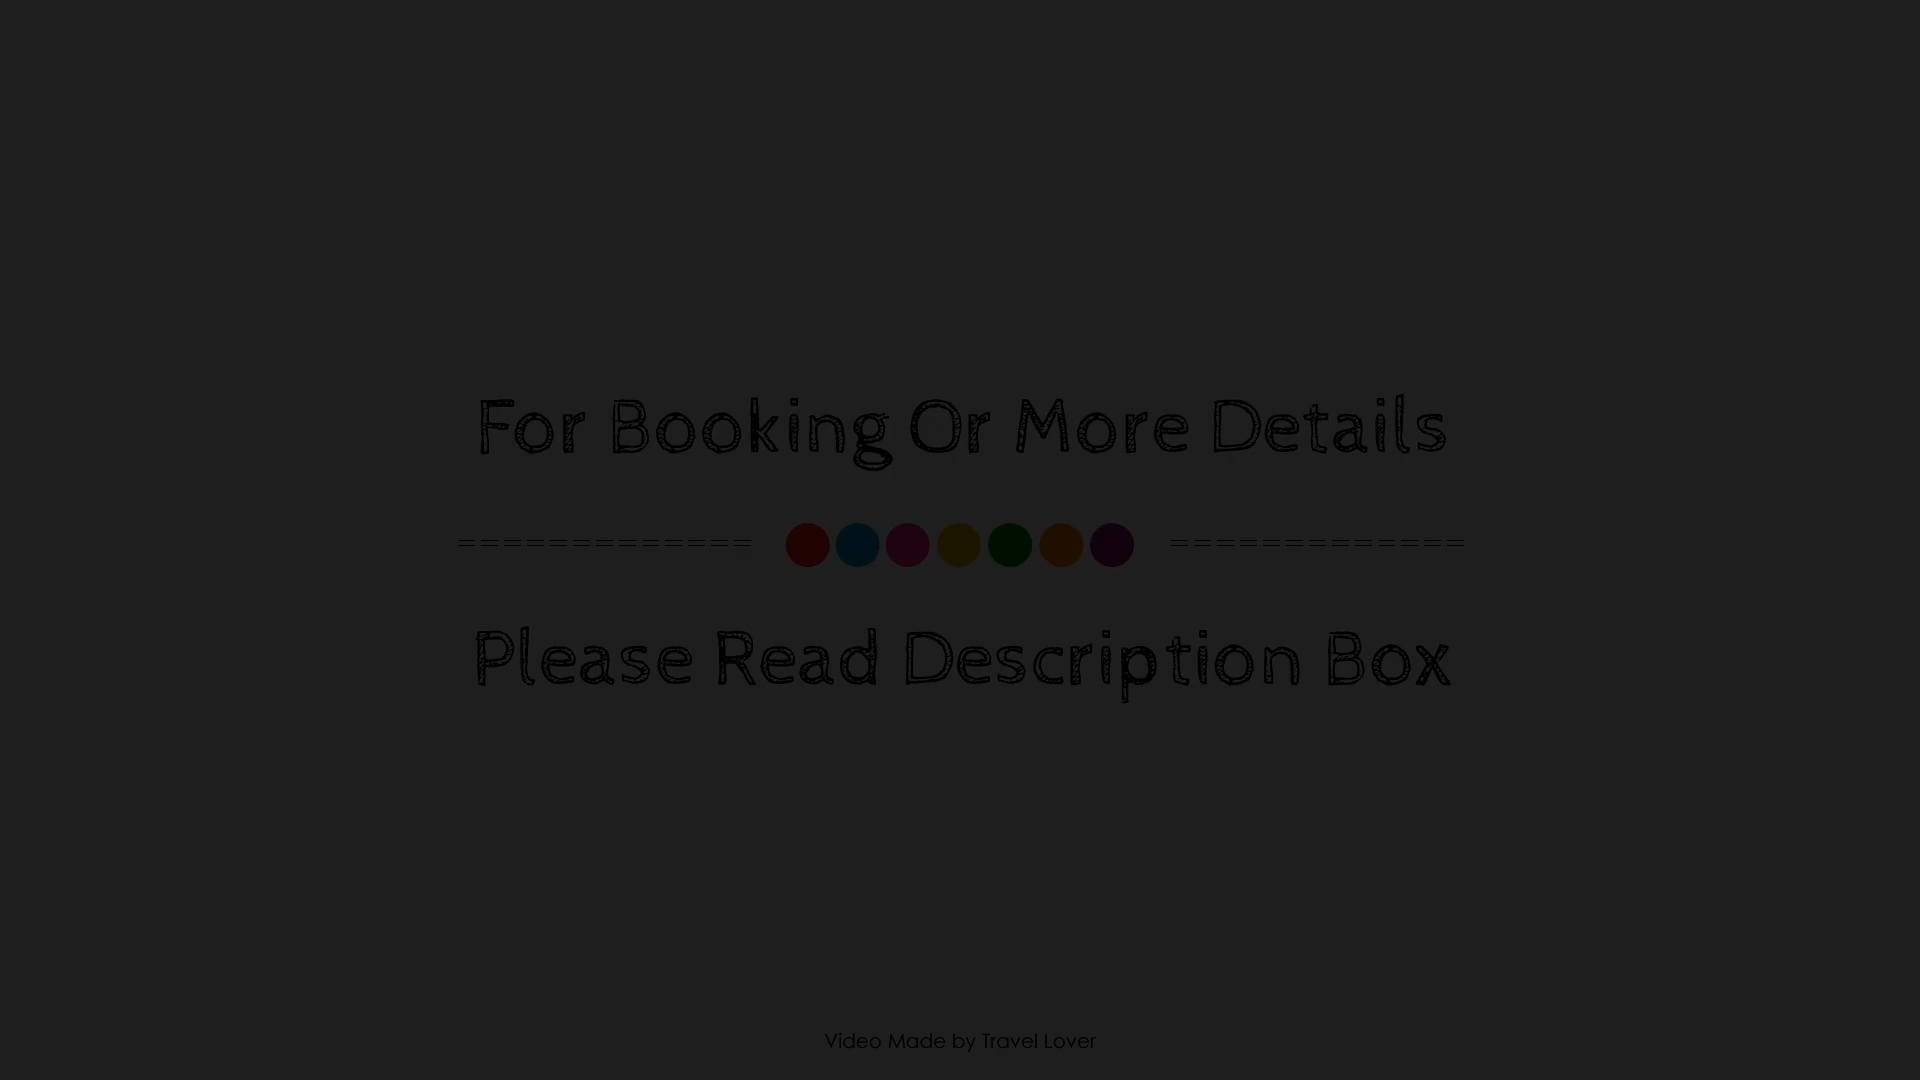 For Booking Or More Details
============= =============
Please Read Description Box
Video Made by Travel Lover